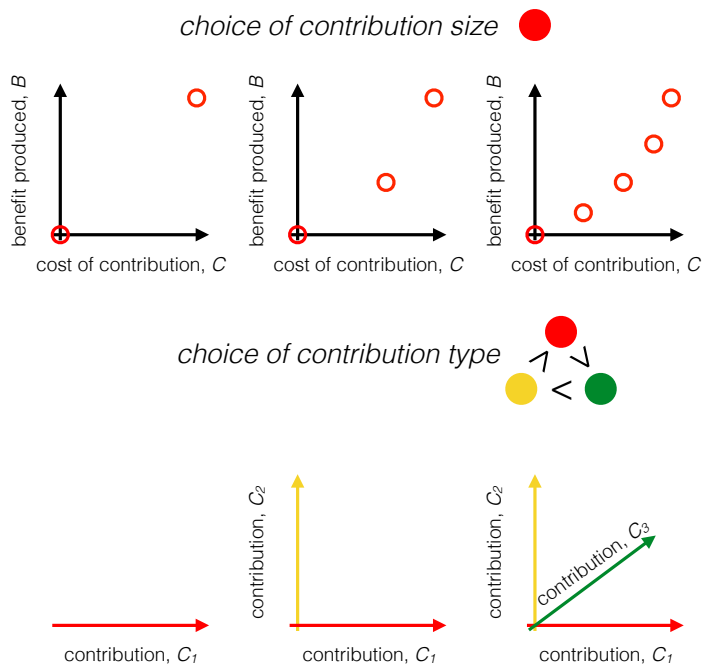 choice of contribution size
benefit produced, B
cost of contribution, C
benefit produced, B
cost of contribution, C
benefit produced, B
cost of contribution, C
choice of contribution type
> >
<
contribution, C1
contribution, C2
contribution, C1
contribution, C2
contribution, C3
contribution, C1